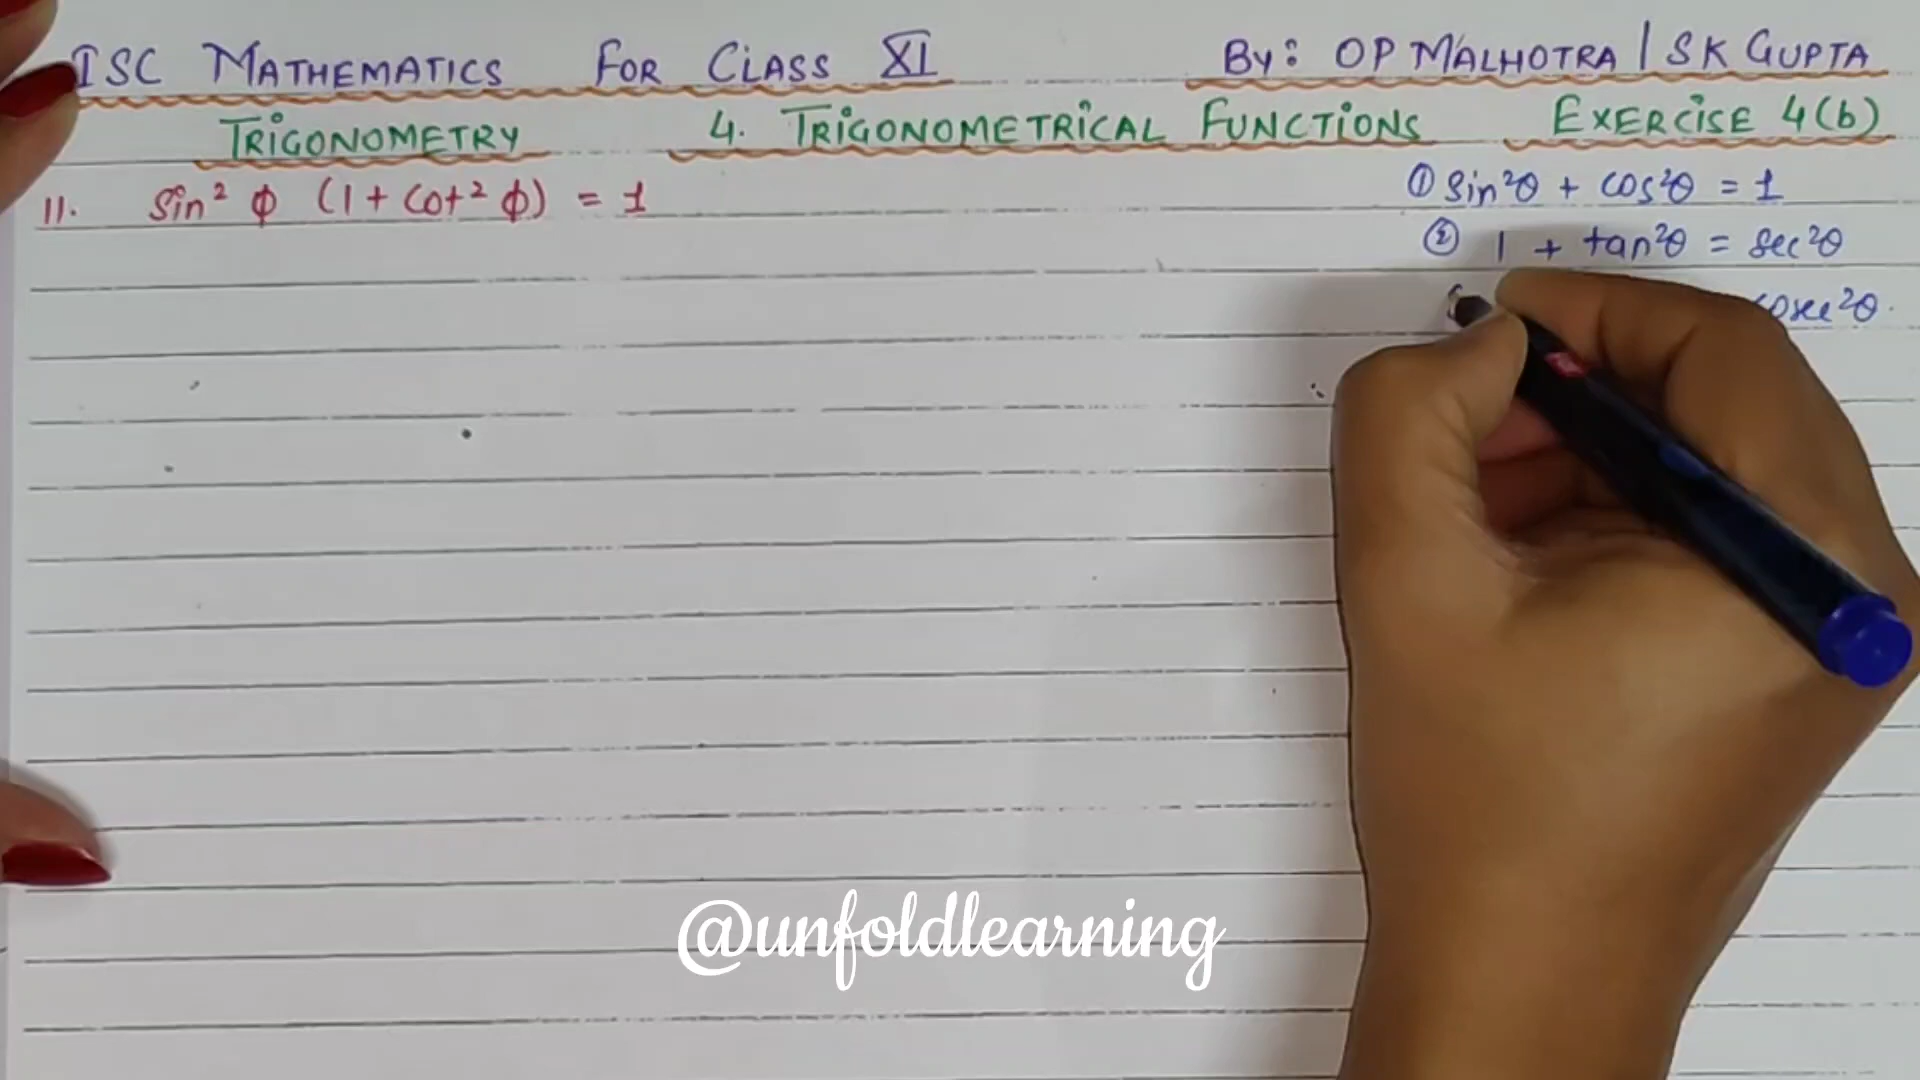 ISC MATHEMATICS FOR CLASS XI By: OP MALHOTRA | SK GUPTA
TRIGONOMETRY 4. TRIGONOMETRICAL FUNCTIONS EXERCISE 4(b)
11. Sin² ϕ (1 + Cot² ϕ) = 1
① Sin²θ + Cos²θ = 1
② 1 + tan²θ = sec²θ
cosec²θ.
@unfoldlearning